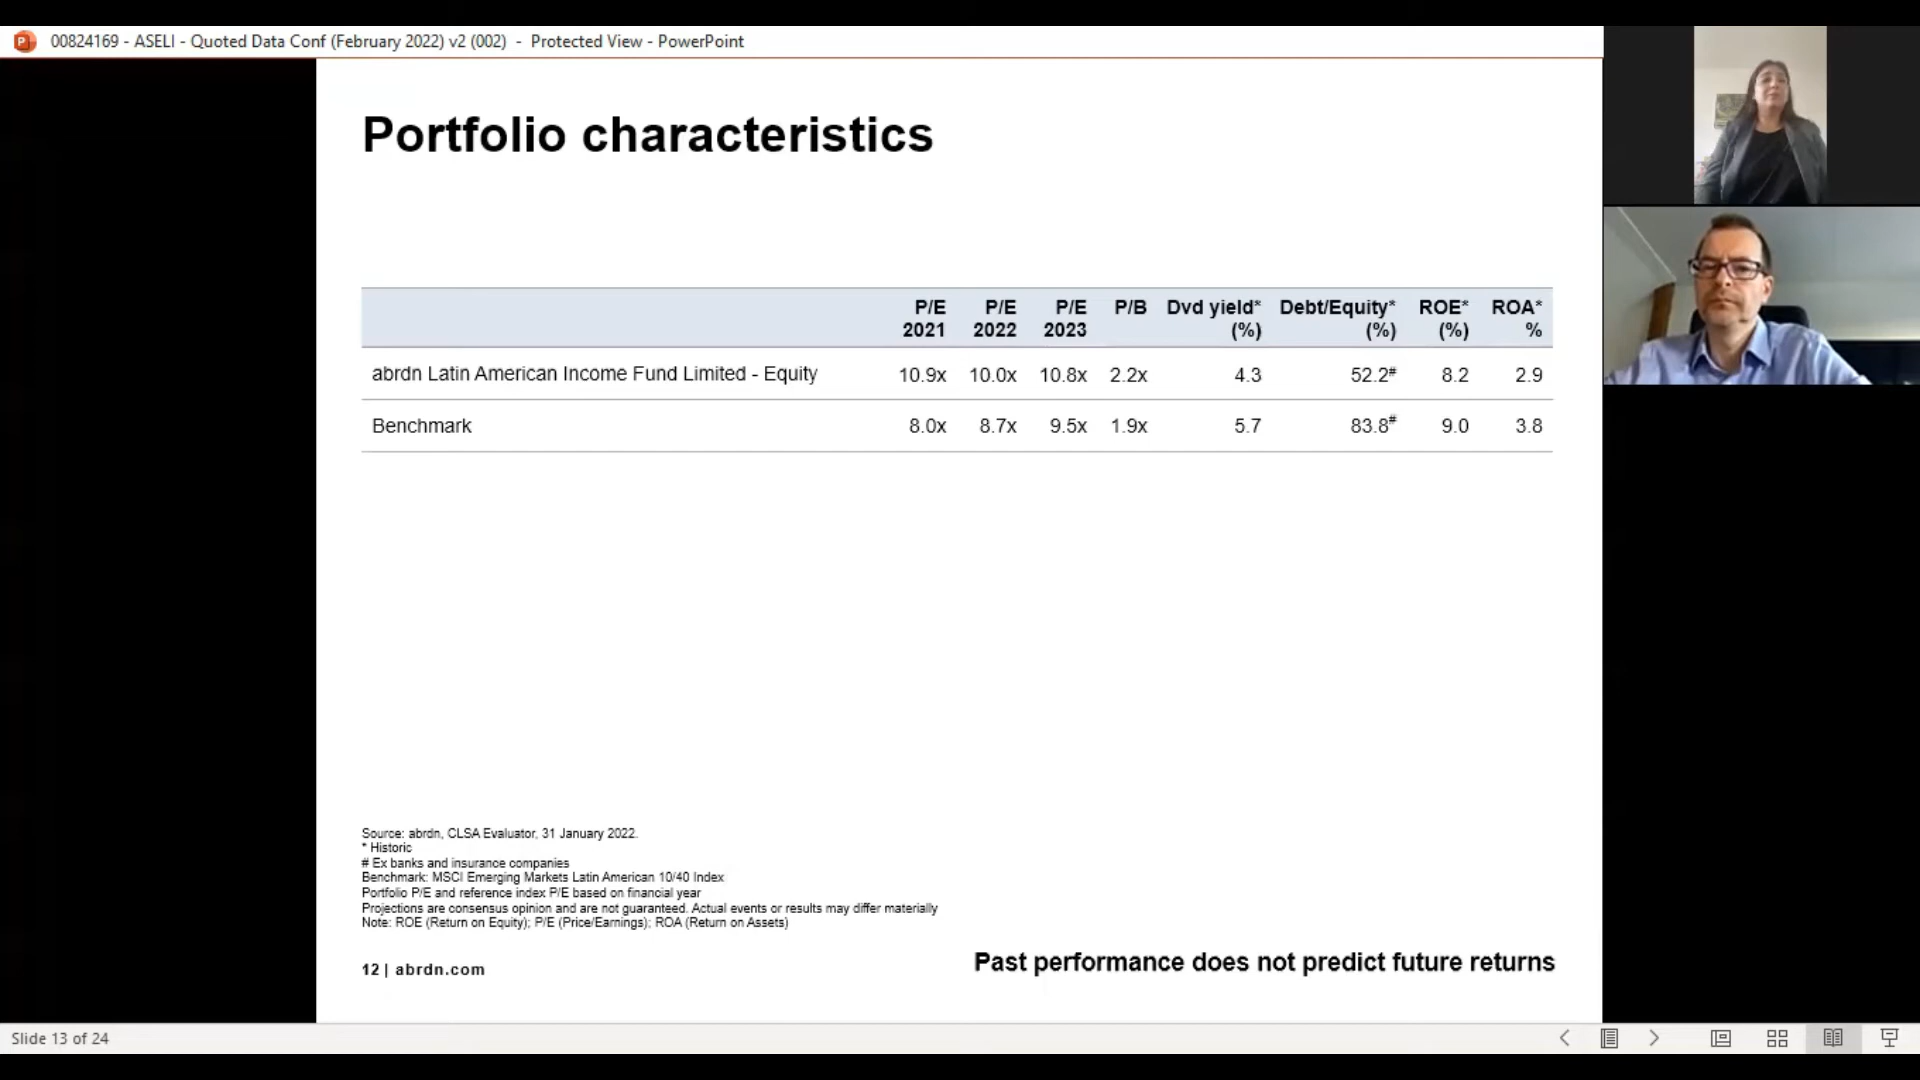 00824169 - ASELI - Quoted Data Conf (February 2022) v2 (002) - Protected View - PowerPoint
Portfolio characteristics
P/E 2021 P/E 2022 P/E 2023 P/B Dvd yield* (%) Debt/Equity* (%) ROE* (%) ROA* %
abrdn Latin American Income Fund Limited - Equity 10.9x 10.0x 10.8x 2.2x 4.3 52.2# 8.2 2.9
Benchmark 8.0x 8.7x 9.5x 1.9x 5.7 83.8# 9.0 3.8
Source: abrdn, CLSA Evaluator, 31 January 2022.
* Historic
# Ex banks and insurance companies
Benchmark: MSCI Emerging Markets Latin American 10/40 Index
Portfolio P/E and reference index P/E based on financial year
Projections are consensus opinion and are not guaranteed. Actual events or results may differ materially
Note: ROE (Return on Equity); P/E (Price/Earnings); ROA (Return on Assets)
12 | abrdn.com
Past performance does not predict future returns
Slide 13 of 24